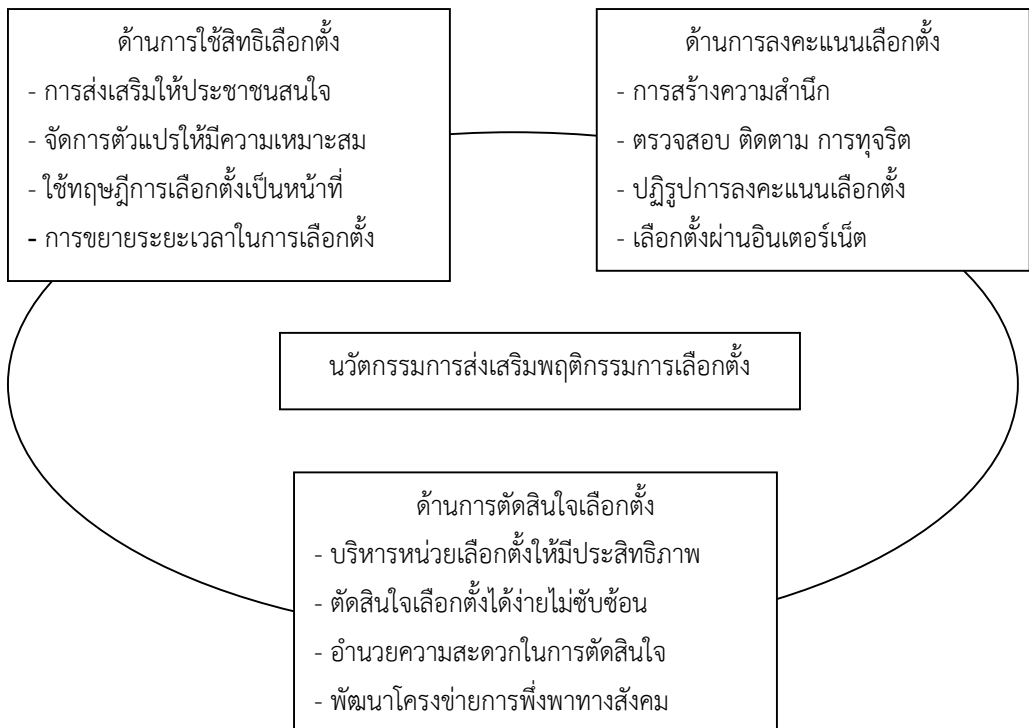 ด้านการใช้สิทธิเลือกตั้ง
- การส่งเสริมให้ประชาชนสนใจ
- จัดการตัวแปรให้มีความเหมาะสม
- ใช้ทฤษฎีการเลือกตั้งเป็นหน้าที่
- การขยายระยะเวลาในการเลือกตั้ง
ด้านการลงคะแนนเลือกตั้ง
- การสร้างความสำนึก
- ตรวจสอบ ติดตาม การทุจริต
- ปฏิรูปการลงคะแนนเลือกตั้ง
- เลือกตั้งผ่านอินเตอร์เน็ต
นวัตกรรมการส่งเสริมพฤติกรรมการเลือกตั้ง
ด้านการตัดสินใจเลือกตั้ง
- บริหารหน่วยเลือกตั้งให้มีประสิทธิภาพ
- ตัดสินใจเลือกตั้งได้ง่ายไม่ซับซ้อน
- อำนวยความสะดวกในการตัดสินใจ
- พัฒนาโครงข่ายการพึ่งพาทางสังคม